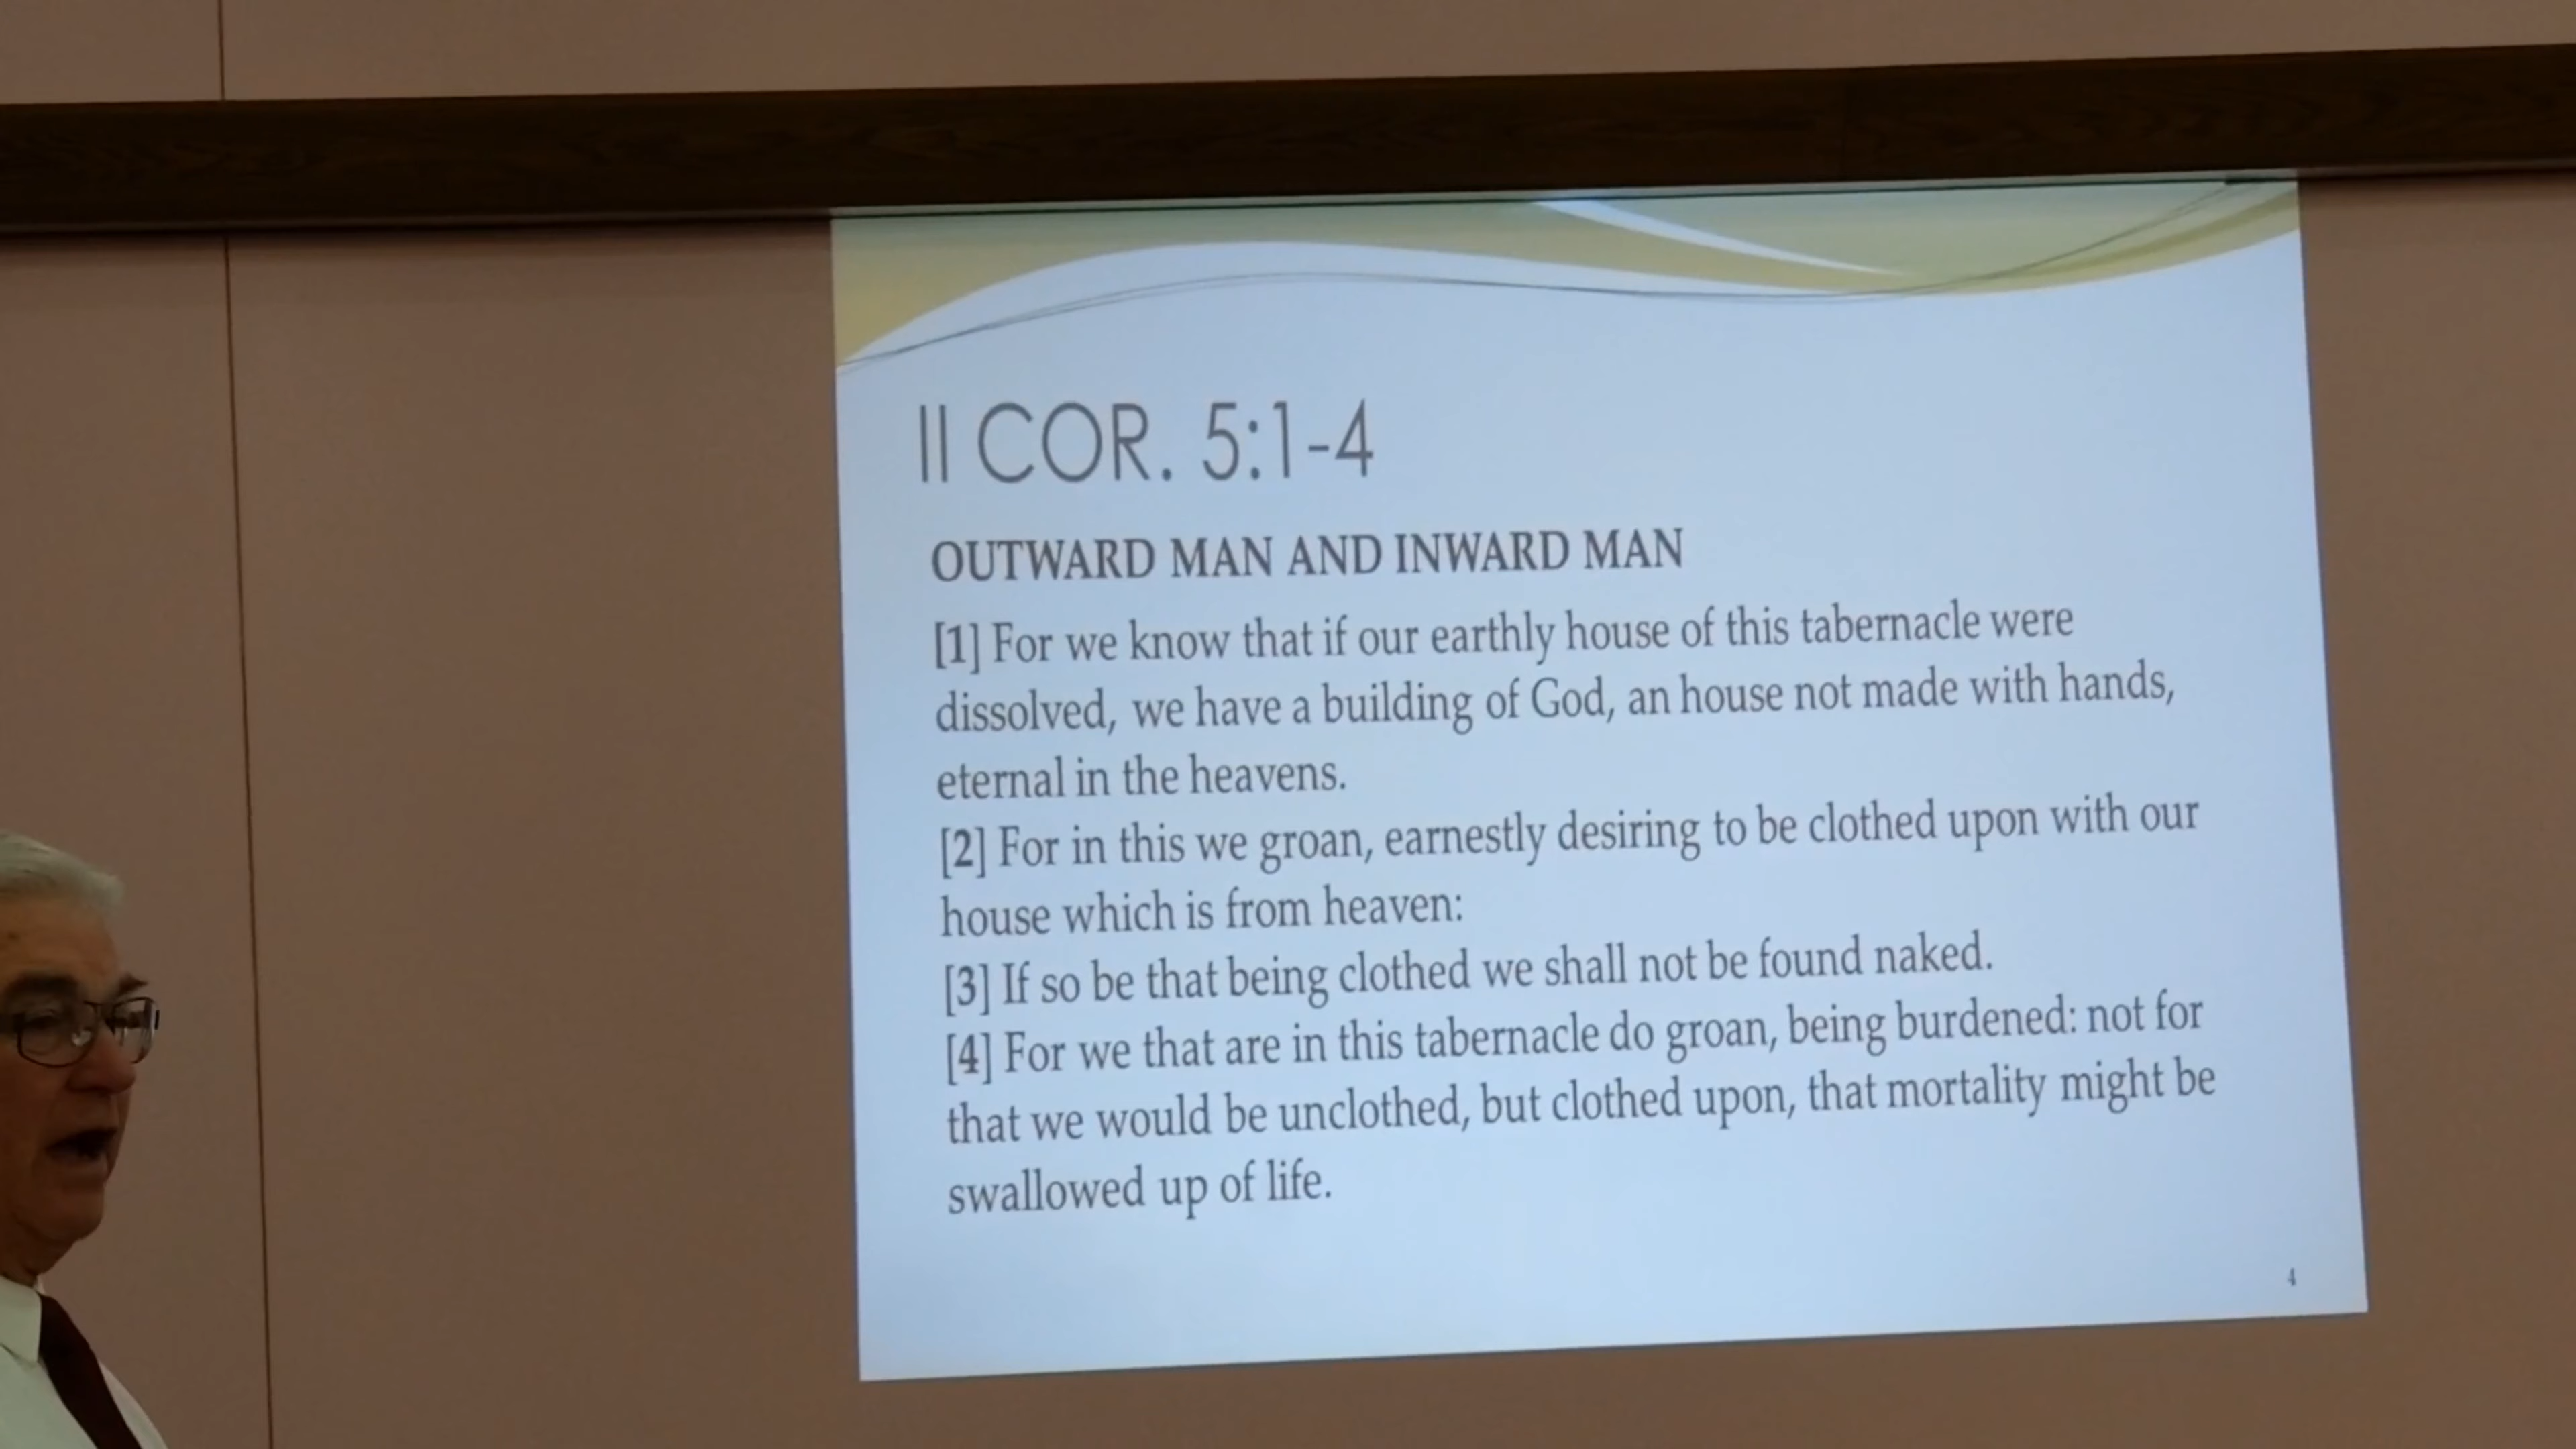 II COR. 5:1-4
OUTWARD MAN AND INWARD MAN
[1] For we know that if our earthly house of this tabernacle were
dissolved, we have a building of God, an house not made with hands,
eternal in the heavens.
[2] For in this we groan, earnestly desiring to be clothed upon with our
house which is from heaven:
[3] If so be that being clothed we shall not be found naked.
[4] For we that are in this tabernacle do groan, being burdened: not for
that we would be unclothed, but clothed upon, that mortality might be
swallowed up of life.
4